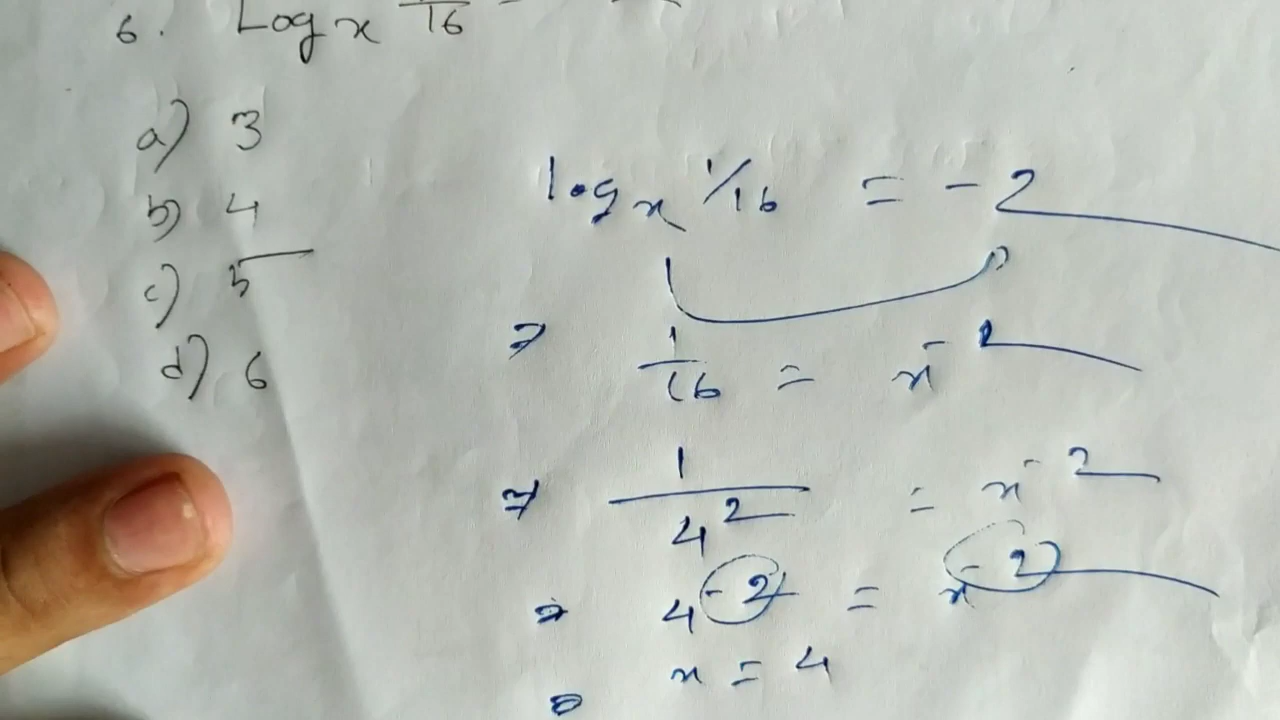 6. Log x 16
a) 3
b) 4
c) 5
d) 6
log x 1/16 = -2
⇒ 1/16 = x^-2
⇒ 1/4^2 = x^-2
⇒ 4^-2 = x^-2
⇒ x = 4